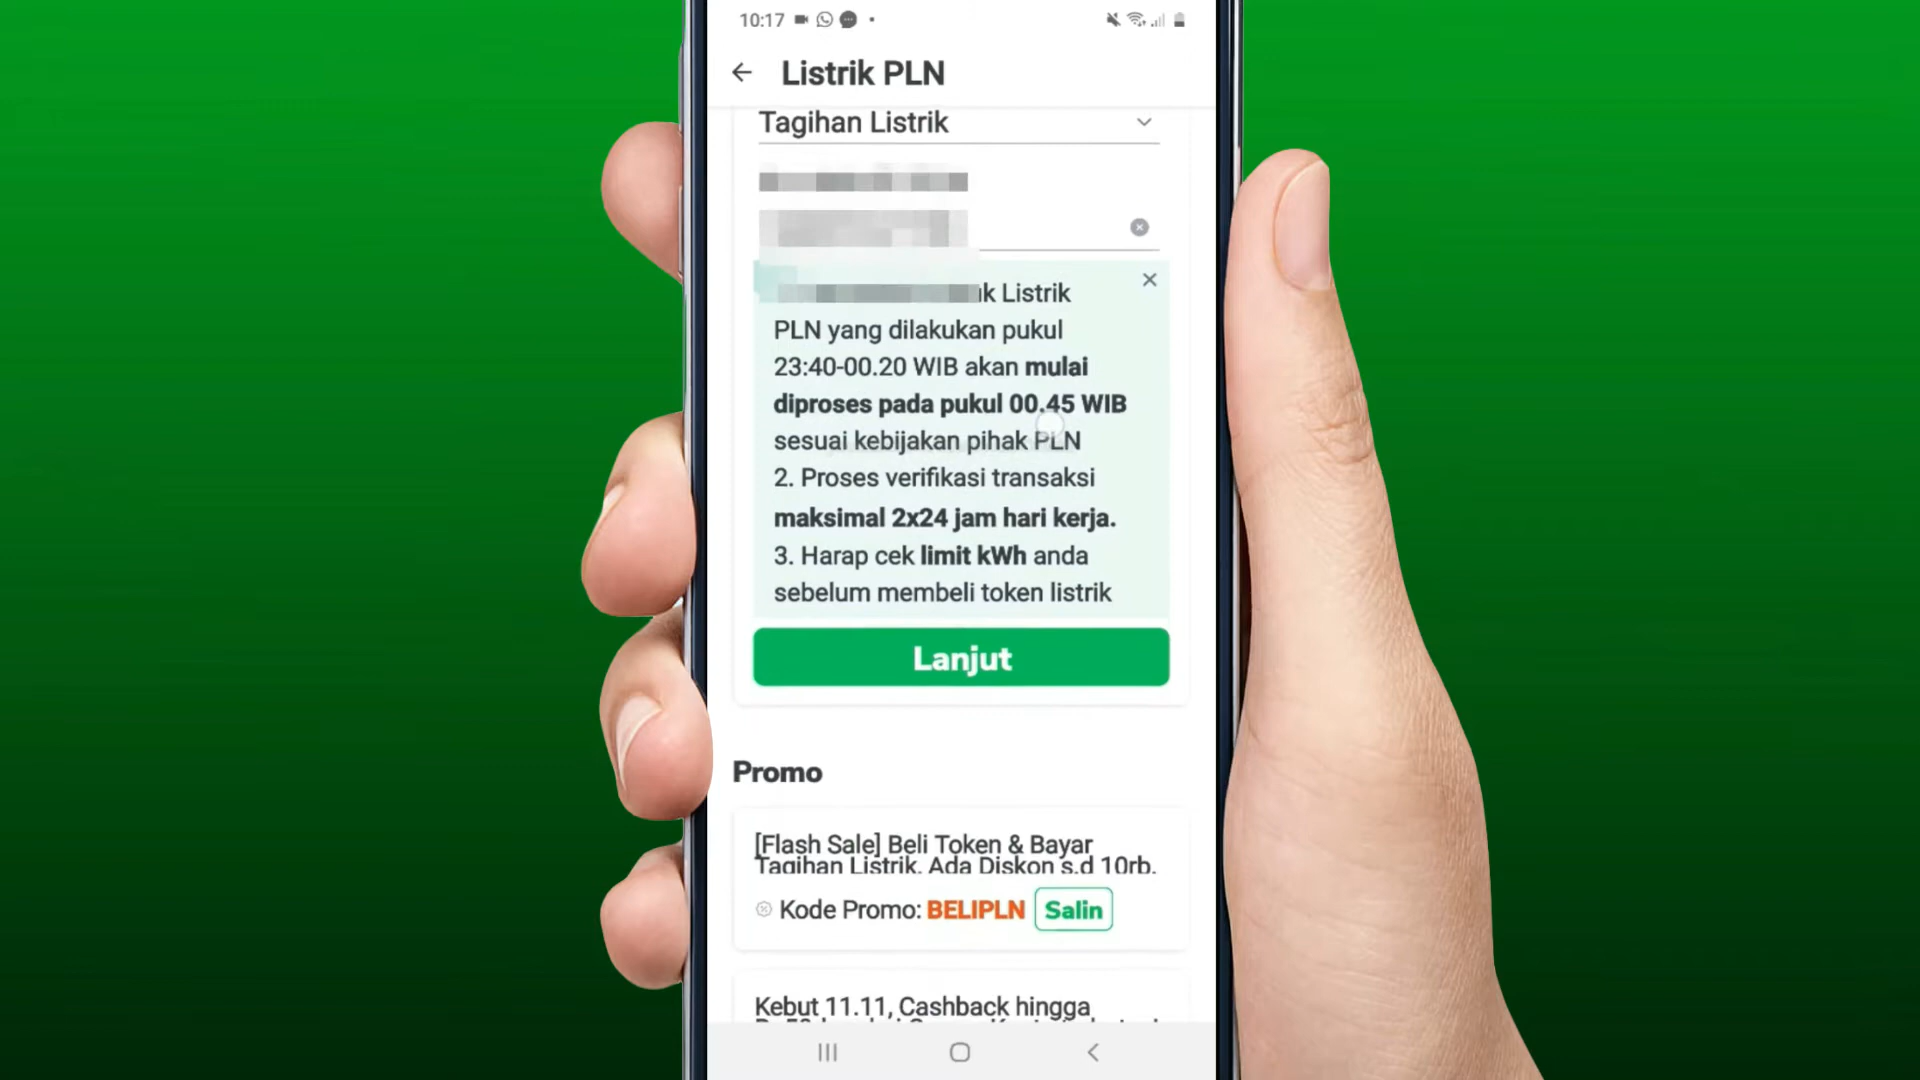 10:17
Listrik PLN
Tagihan Listrik
k Listrik
PLN yang dilakukan pukul
23:40-00.20 WIB akan mulai
diproses pada pukul 00.45 WIB
sesuai kebijakan pihak PLN
2. Proses verifikasi transaksi
maksimal 2x24 jam hari kerja.
3. Harap cek limit kWh anda
sebelum membeli token listrik
Lanjut
Promo
[Flash Sale] Beli Token & Bayar
Tagihan Listrik. Ada Diskon s.d 10rb.
Kode Promo: BELIPLN Salin
Kebut 11.11, Cashback hingga